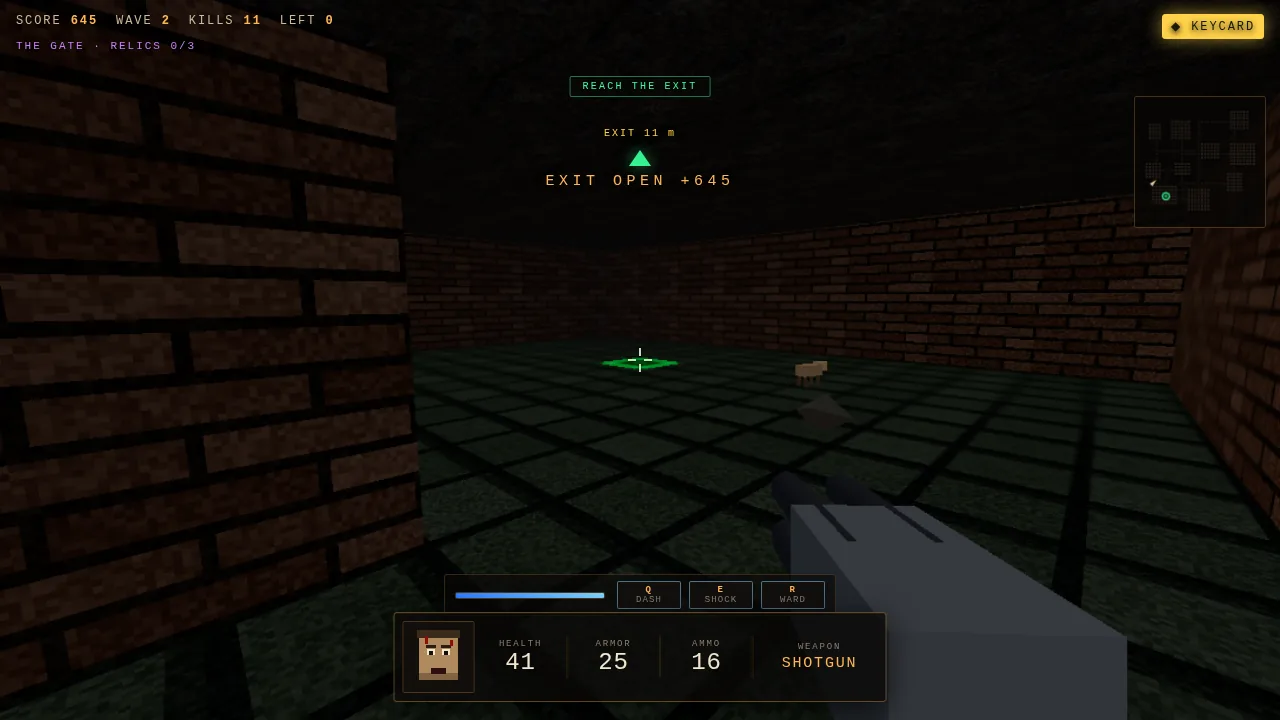 SCORE 645 WAVE 2 KILLS 11 LEFT 0
THE GATE · RELICS 0/3
◆ KEYCARD
REACH THE EXIT
EXIT 11 m
EXIT OPEN +645
Q DASH
E SHOCK
R WARD
HEALTH 41
ARMOR 25
AMMO 16
WEAPON SHOTGUN